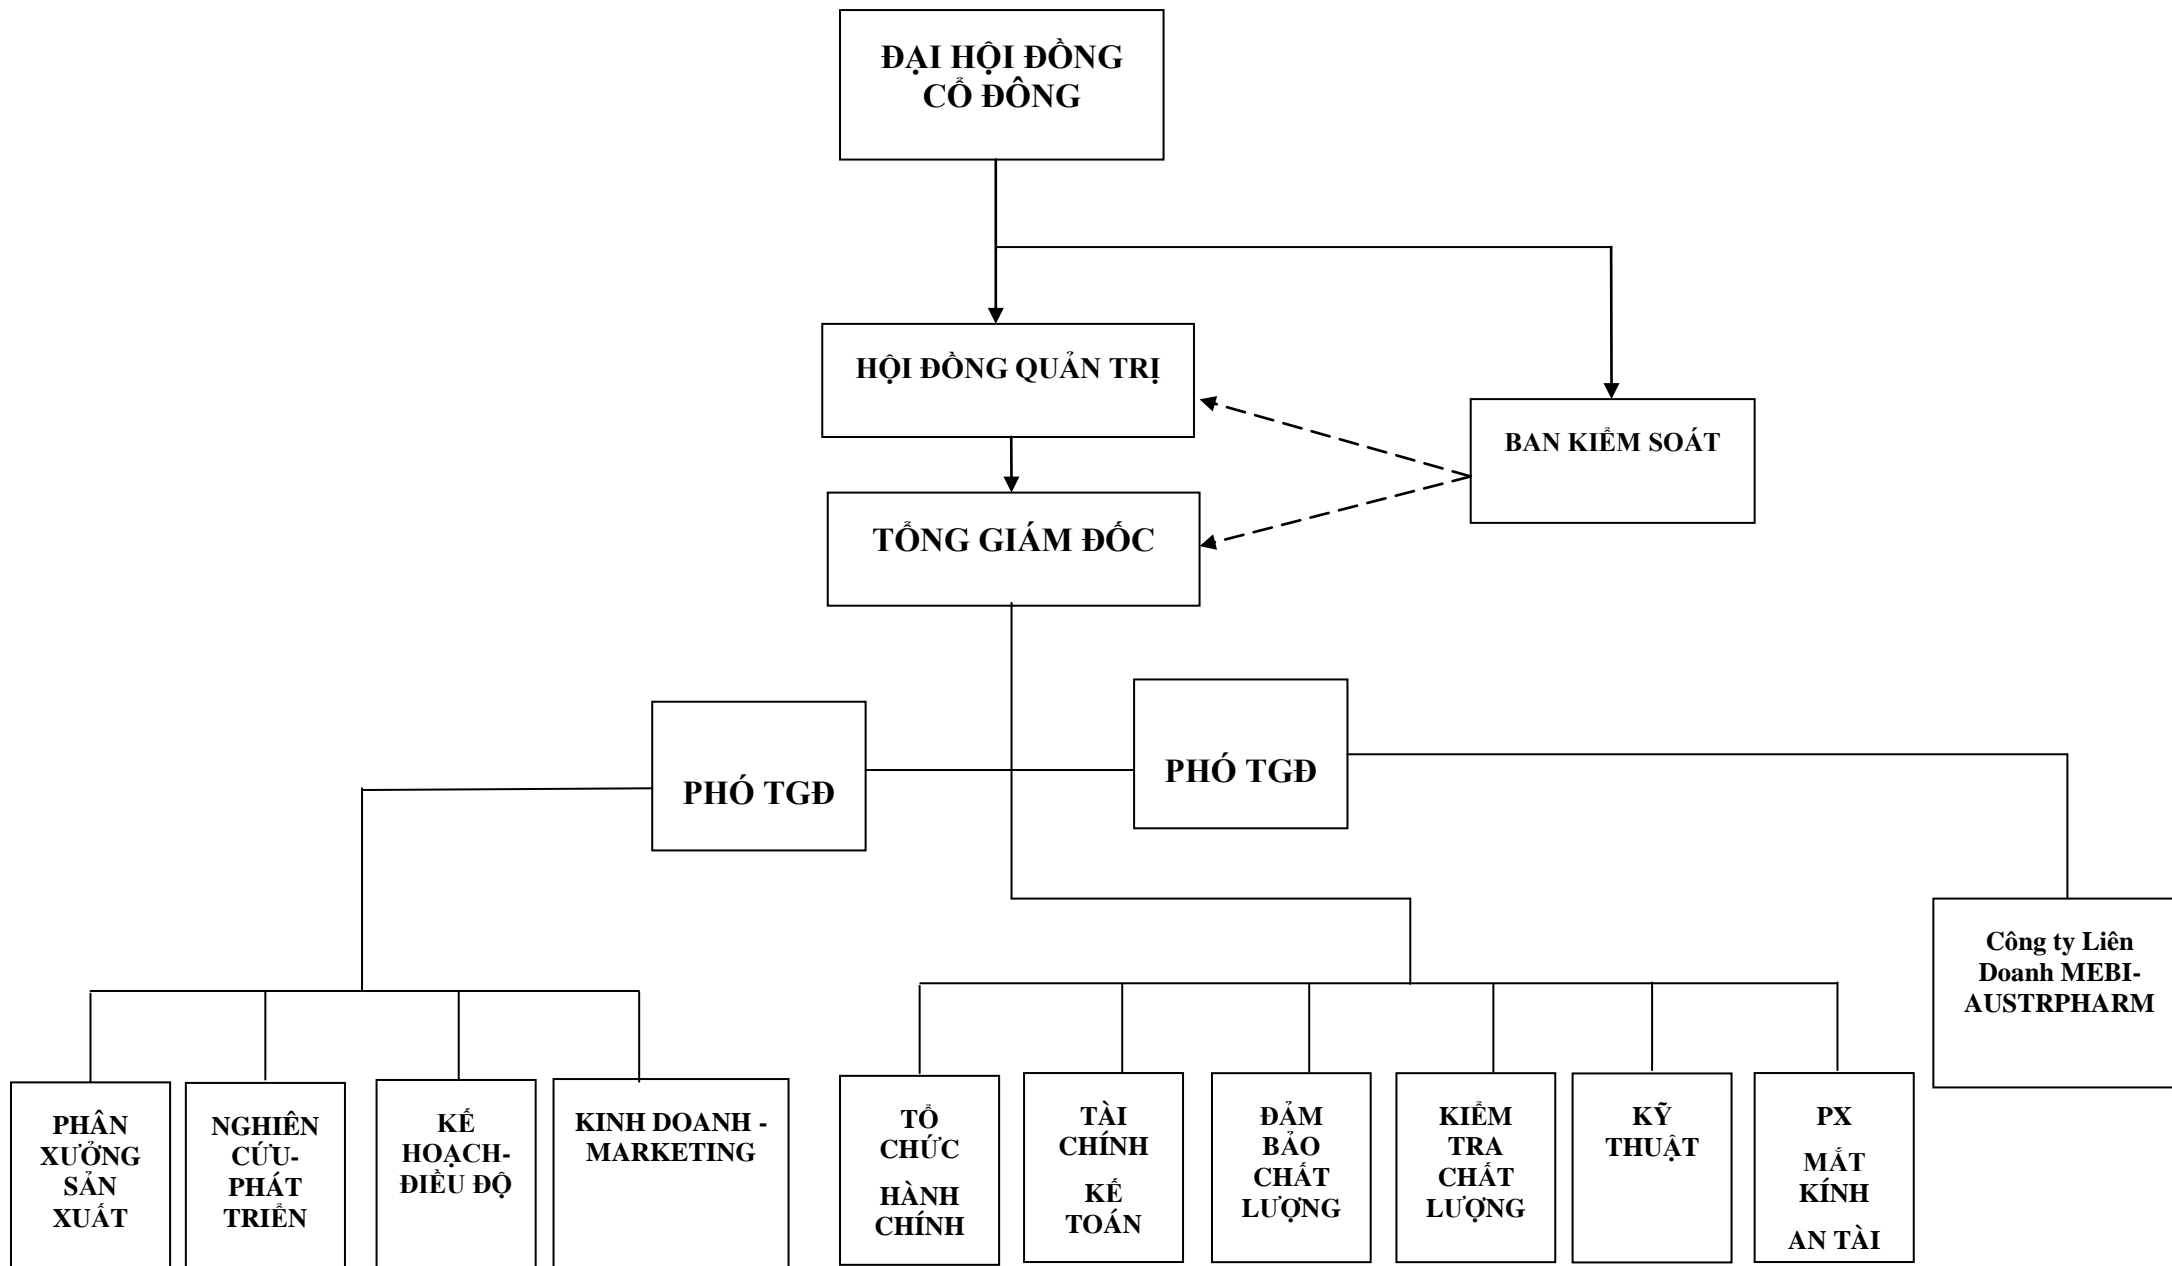 ĐẠI HỘI ĐỒNG
CỔ ĐÔNG
HỘI ĐỒNG QUẢN TRỊ
BAN KIỂM SOÁT
TỔNG GIÁM ĐỐC
PHÓ TGĐ
PHÓ TGĐ
Công ty Liên
Doanh MEBI-
AUSTRPHARM
PHÂN
XƯỞNG
SẢN
XUẤT
NGHIÊN
CỨU-
PHÁT
TRIỂN
KẾ
HOẠCH-
ĐIỀU ĐỘ
KINH DOANH -
MARKETING
TỔ
CHỨC
HÀNH
CHÍNH
TÀI
CHÍNH
KẾ
TOÁN
ĐẢM
BẢO
CHẤT
LƯỢNG
KIỂM
TRA
CHẤT
LƯỢNG
KỸ
THUẬT
PX
MẮT
KÍNH
AN TÀI